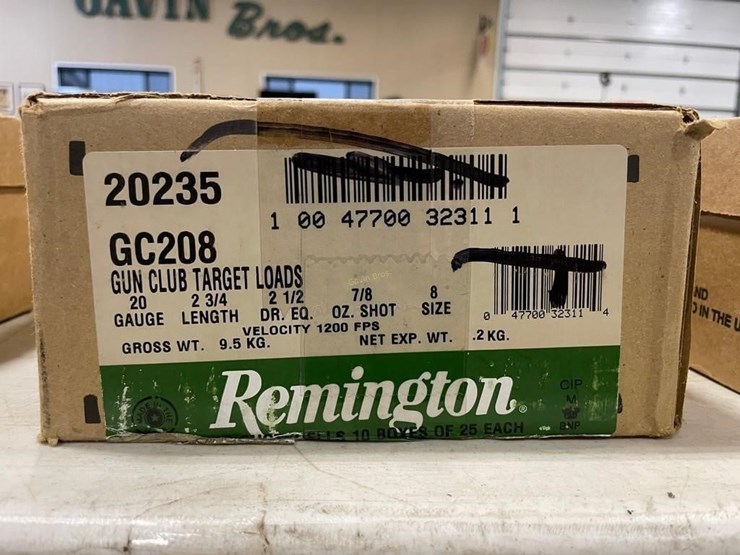 GAVIN Bros.
20235
1 00 47700 32311 1
GC208
GUN CLUB TARGET LOADS
20 2 3/4 2 1/2 7/8 8
GAUGE LENGTH DR. EQ. OZ. SHOT SIZE
VELOCITY 1200 FPS
GROSS WT. 9.5 KG. NET EXP. WT. .2 KG.
0 47700 32311 4
Remington®
CIP
M
BNP
10 BOXES OF 25 EACH
IN THE U